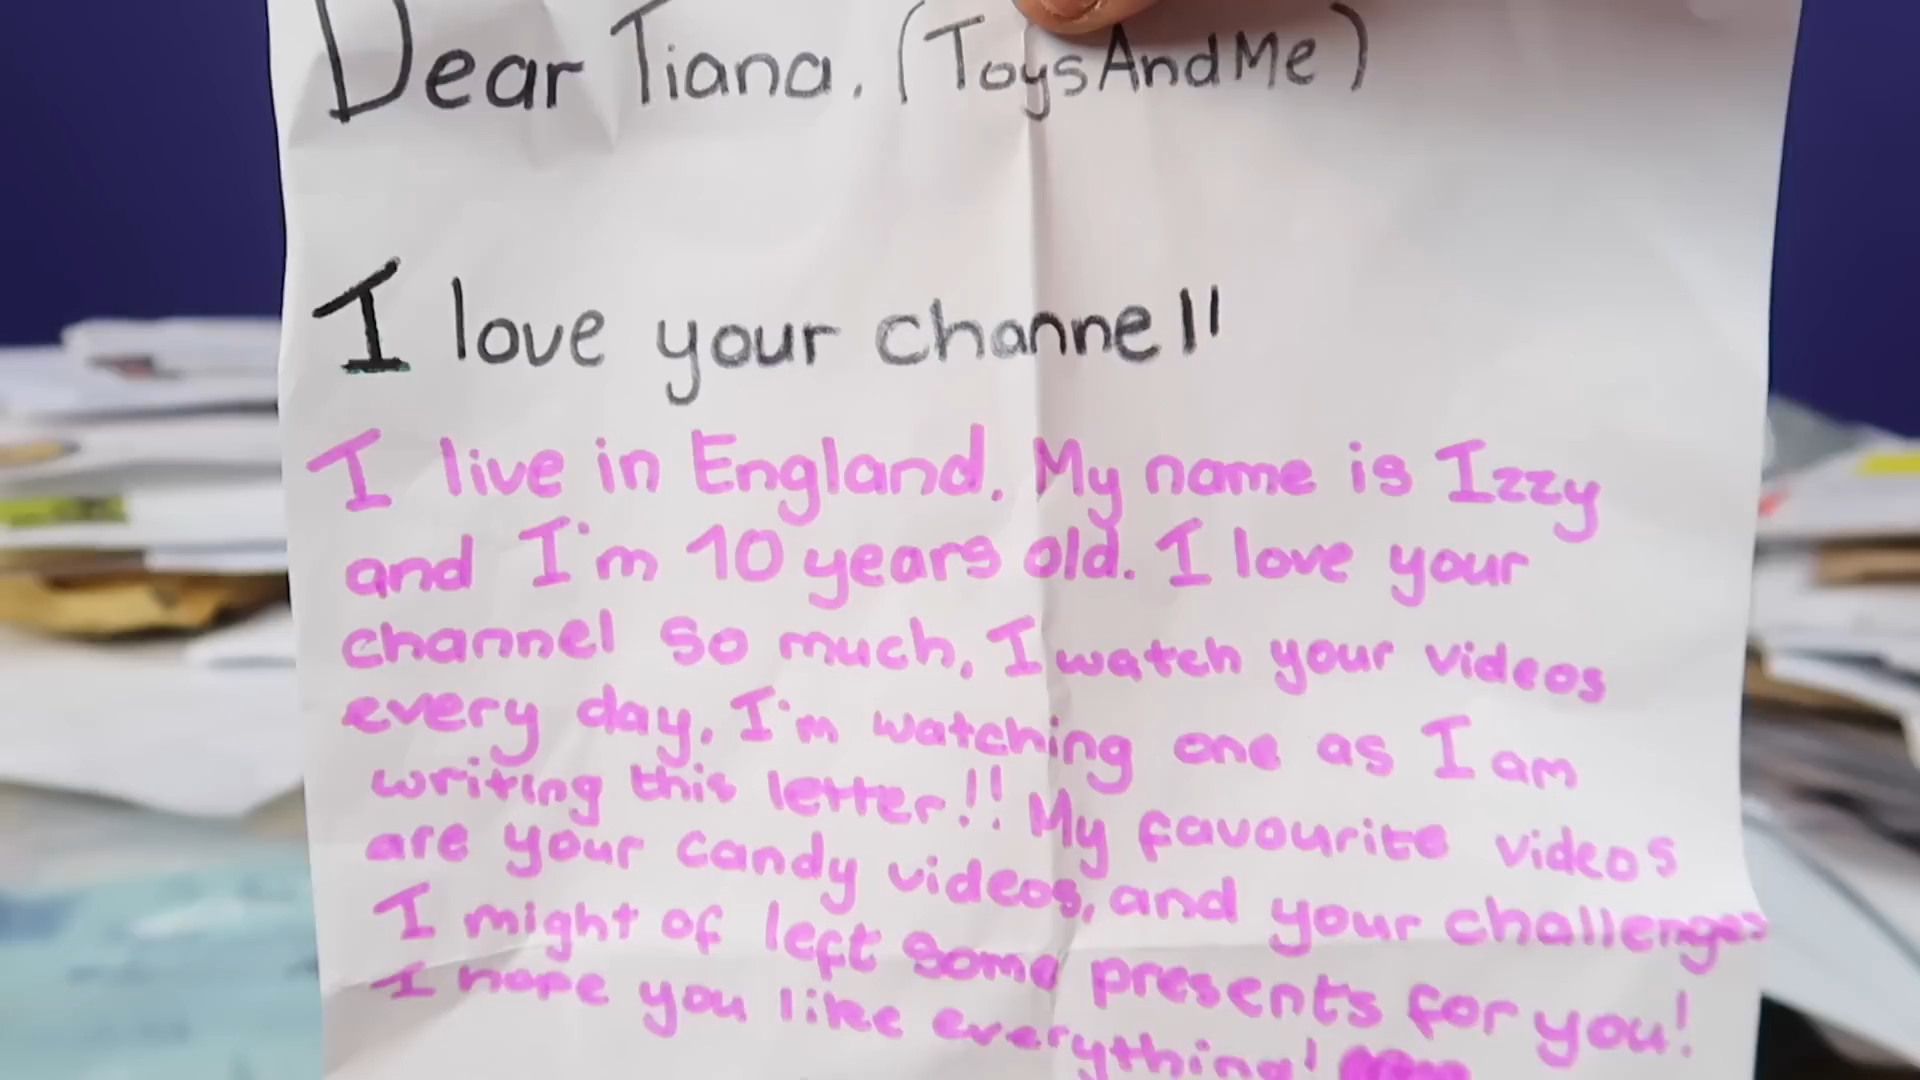 Dear Tiana. (ToysAndMe)
I love your channel!
I live in England. My name is Izzy
and I'm 10 years old. I love your
channel so much, I watch your videos
every day. I'm watching one as I am
writing this letter!! My favourite videos
are your candy videos, and your challenges
I might of left some presents for you!
I hope you like everything!